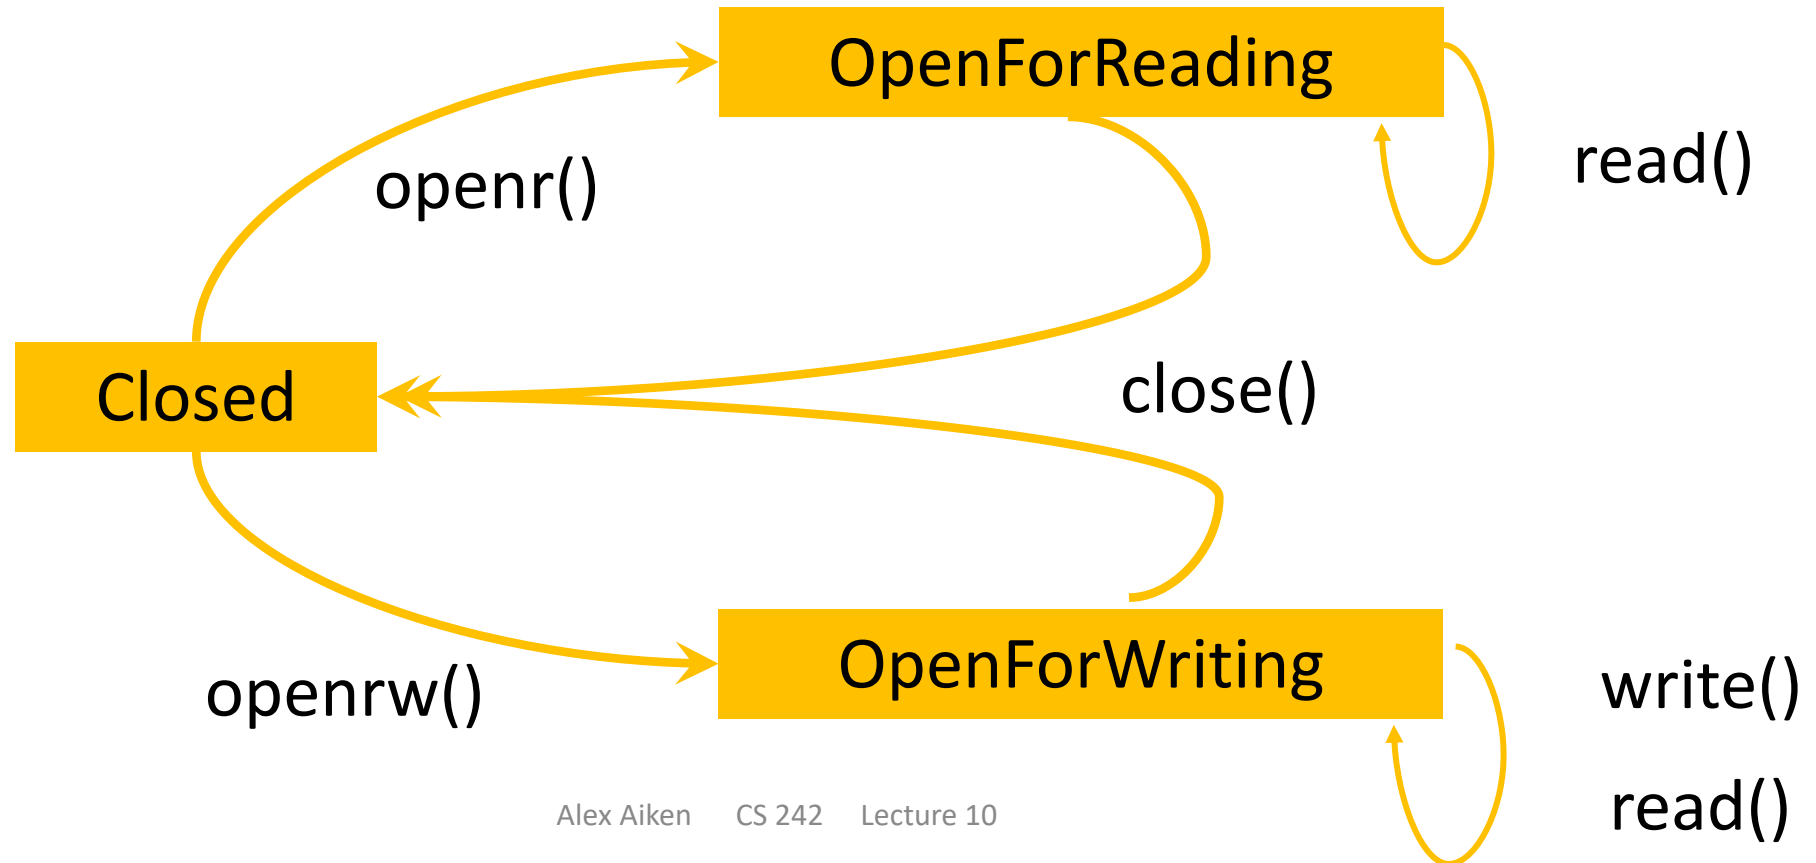 OpenForReading
read()
openr()
Closed
close()
OpenForWriting
openrw()
write()
read()
Alex Aiken CS 242 Lecture 10